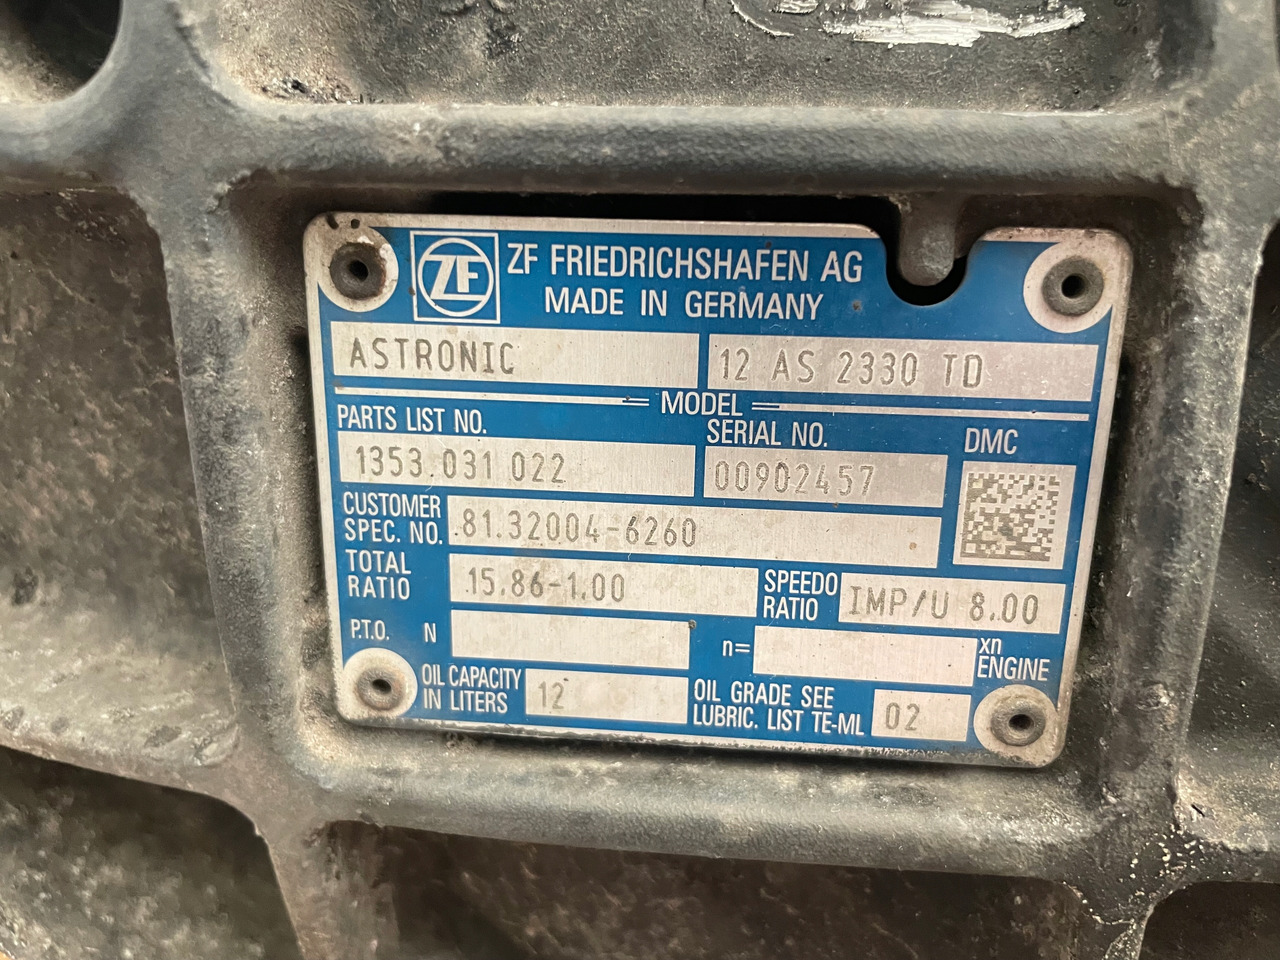 ZF
ZF FRIEDRICHSHAFEN AG
MADE IN GERMANY
ASTRONIC
12 AS 2330 TD
MODEL
PARTS LIST NO.
SERIAL NO.
DMC
1353.031 022
00902457
CUSTOMER
SPEC. NO.
.81.32004-6260
TOTAL
RATIO
.15.86-1.00
SPEEDO
RATIO
IMP/U 8.00
P.T.O. N
n=
xn
ENGINE
OIL CAPACITY
IN LITERS
12
OIL GRADE SEE
LUBRIC. LIST TE-ML
02